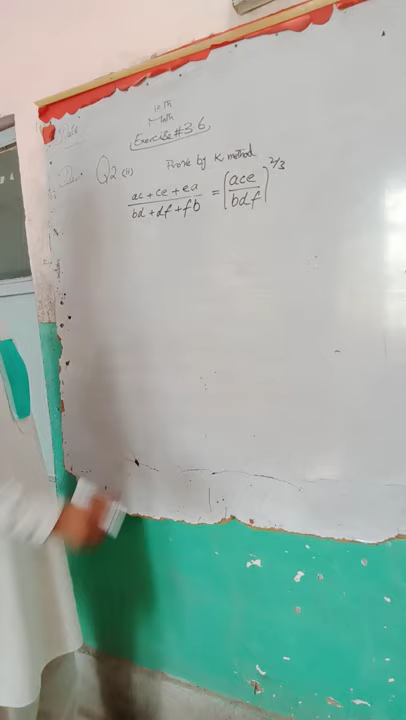 10th
Math
Exercise #3.6
Date
Q2 (ii) Prove by K method
ac + ce + ea / bd + df + fb = (ace / bdf)^2/3